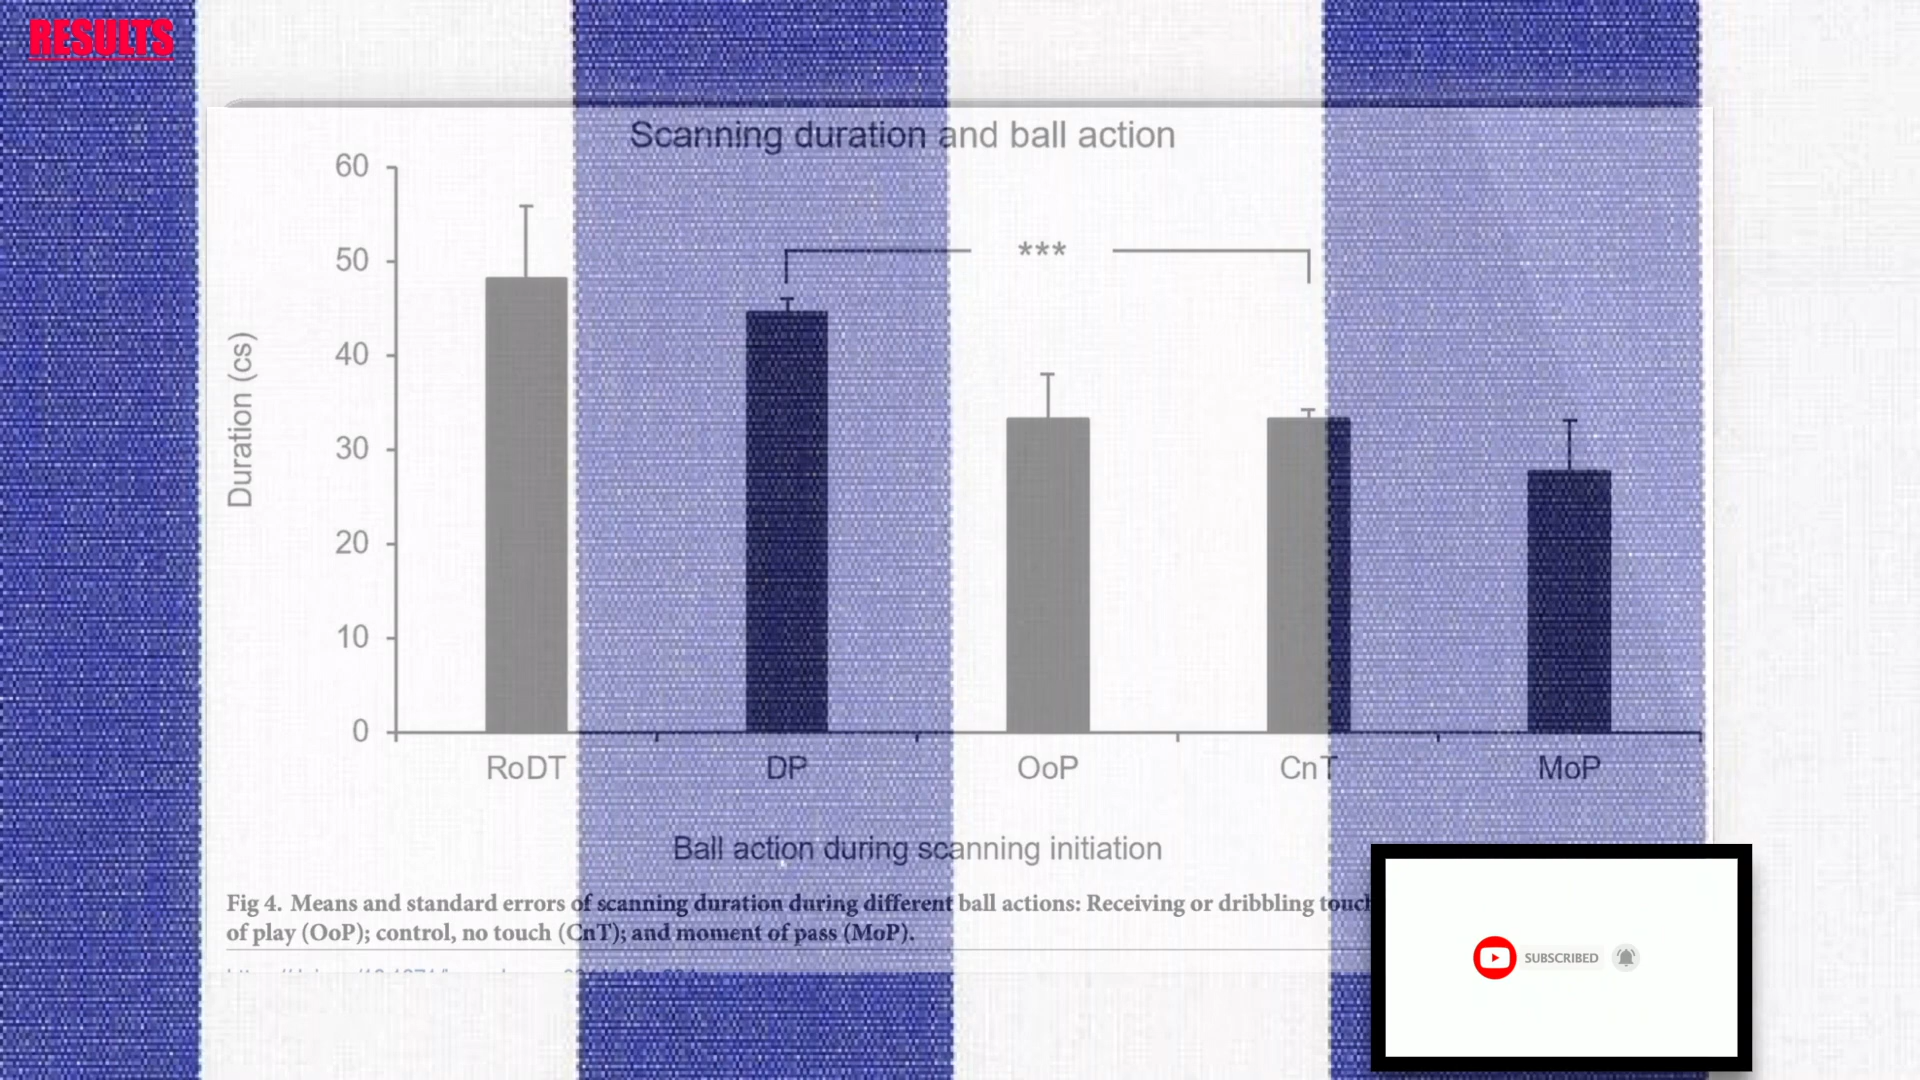 RESULTS
Scanning duration and ball action
60
50
***
40
30
20
10
0
Duration (cs)
RoDT DP OoP CnT MoP
Ball action during scanning initiation
Fig 4. Means and standard errors of scanning duration during different ball actions: Receiving or dribbling
of play (OoP); control, no touch (CnT); and moment of pass (MoP).
SUBSCRIBED